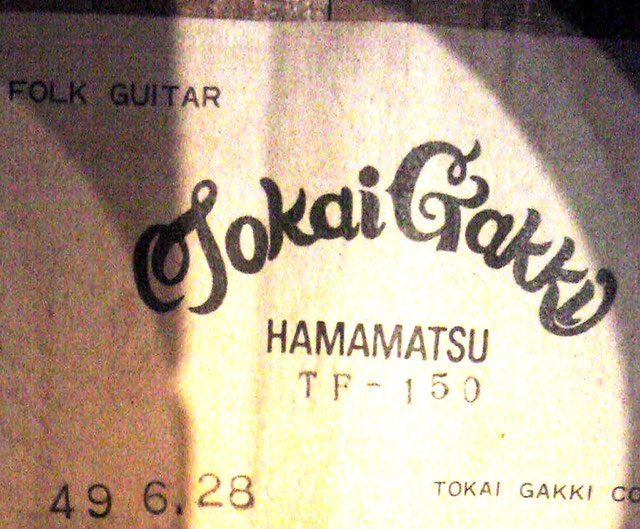 FOLK GUITAR
Tokai Gakki
HAMAMATSU
TF-150
49 6.28
TOKAI GAKKI CO